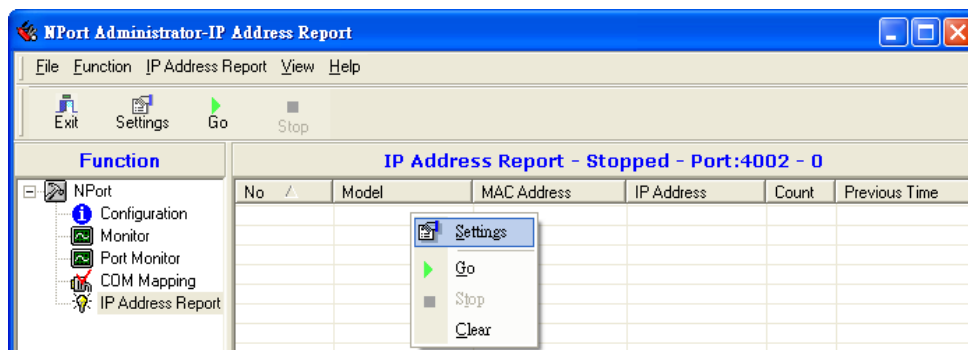 NPort Administrator-IP Address Report
File Function IP Address Report View Help
Exit Settings Go Stop
Function
IP Address Report - Stopped - Port:4002 - 0
NPort
Configuration
Monitor
Port Monitor
COM Mapping
IP Address Report
No Model MAC Address IP Address Count Previous Time
Settings
Go
Stop
Clear